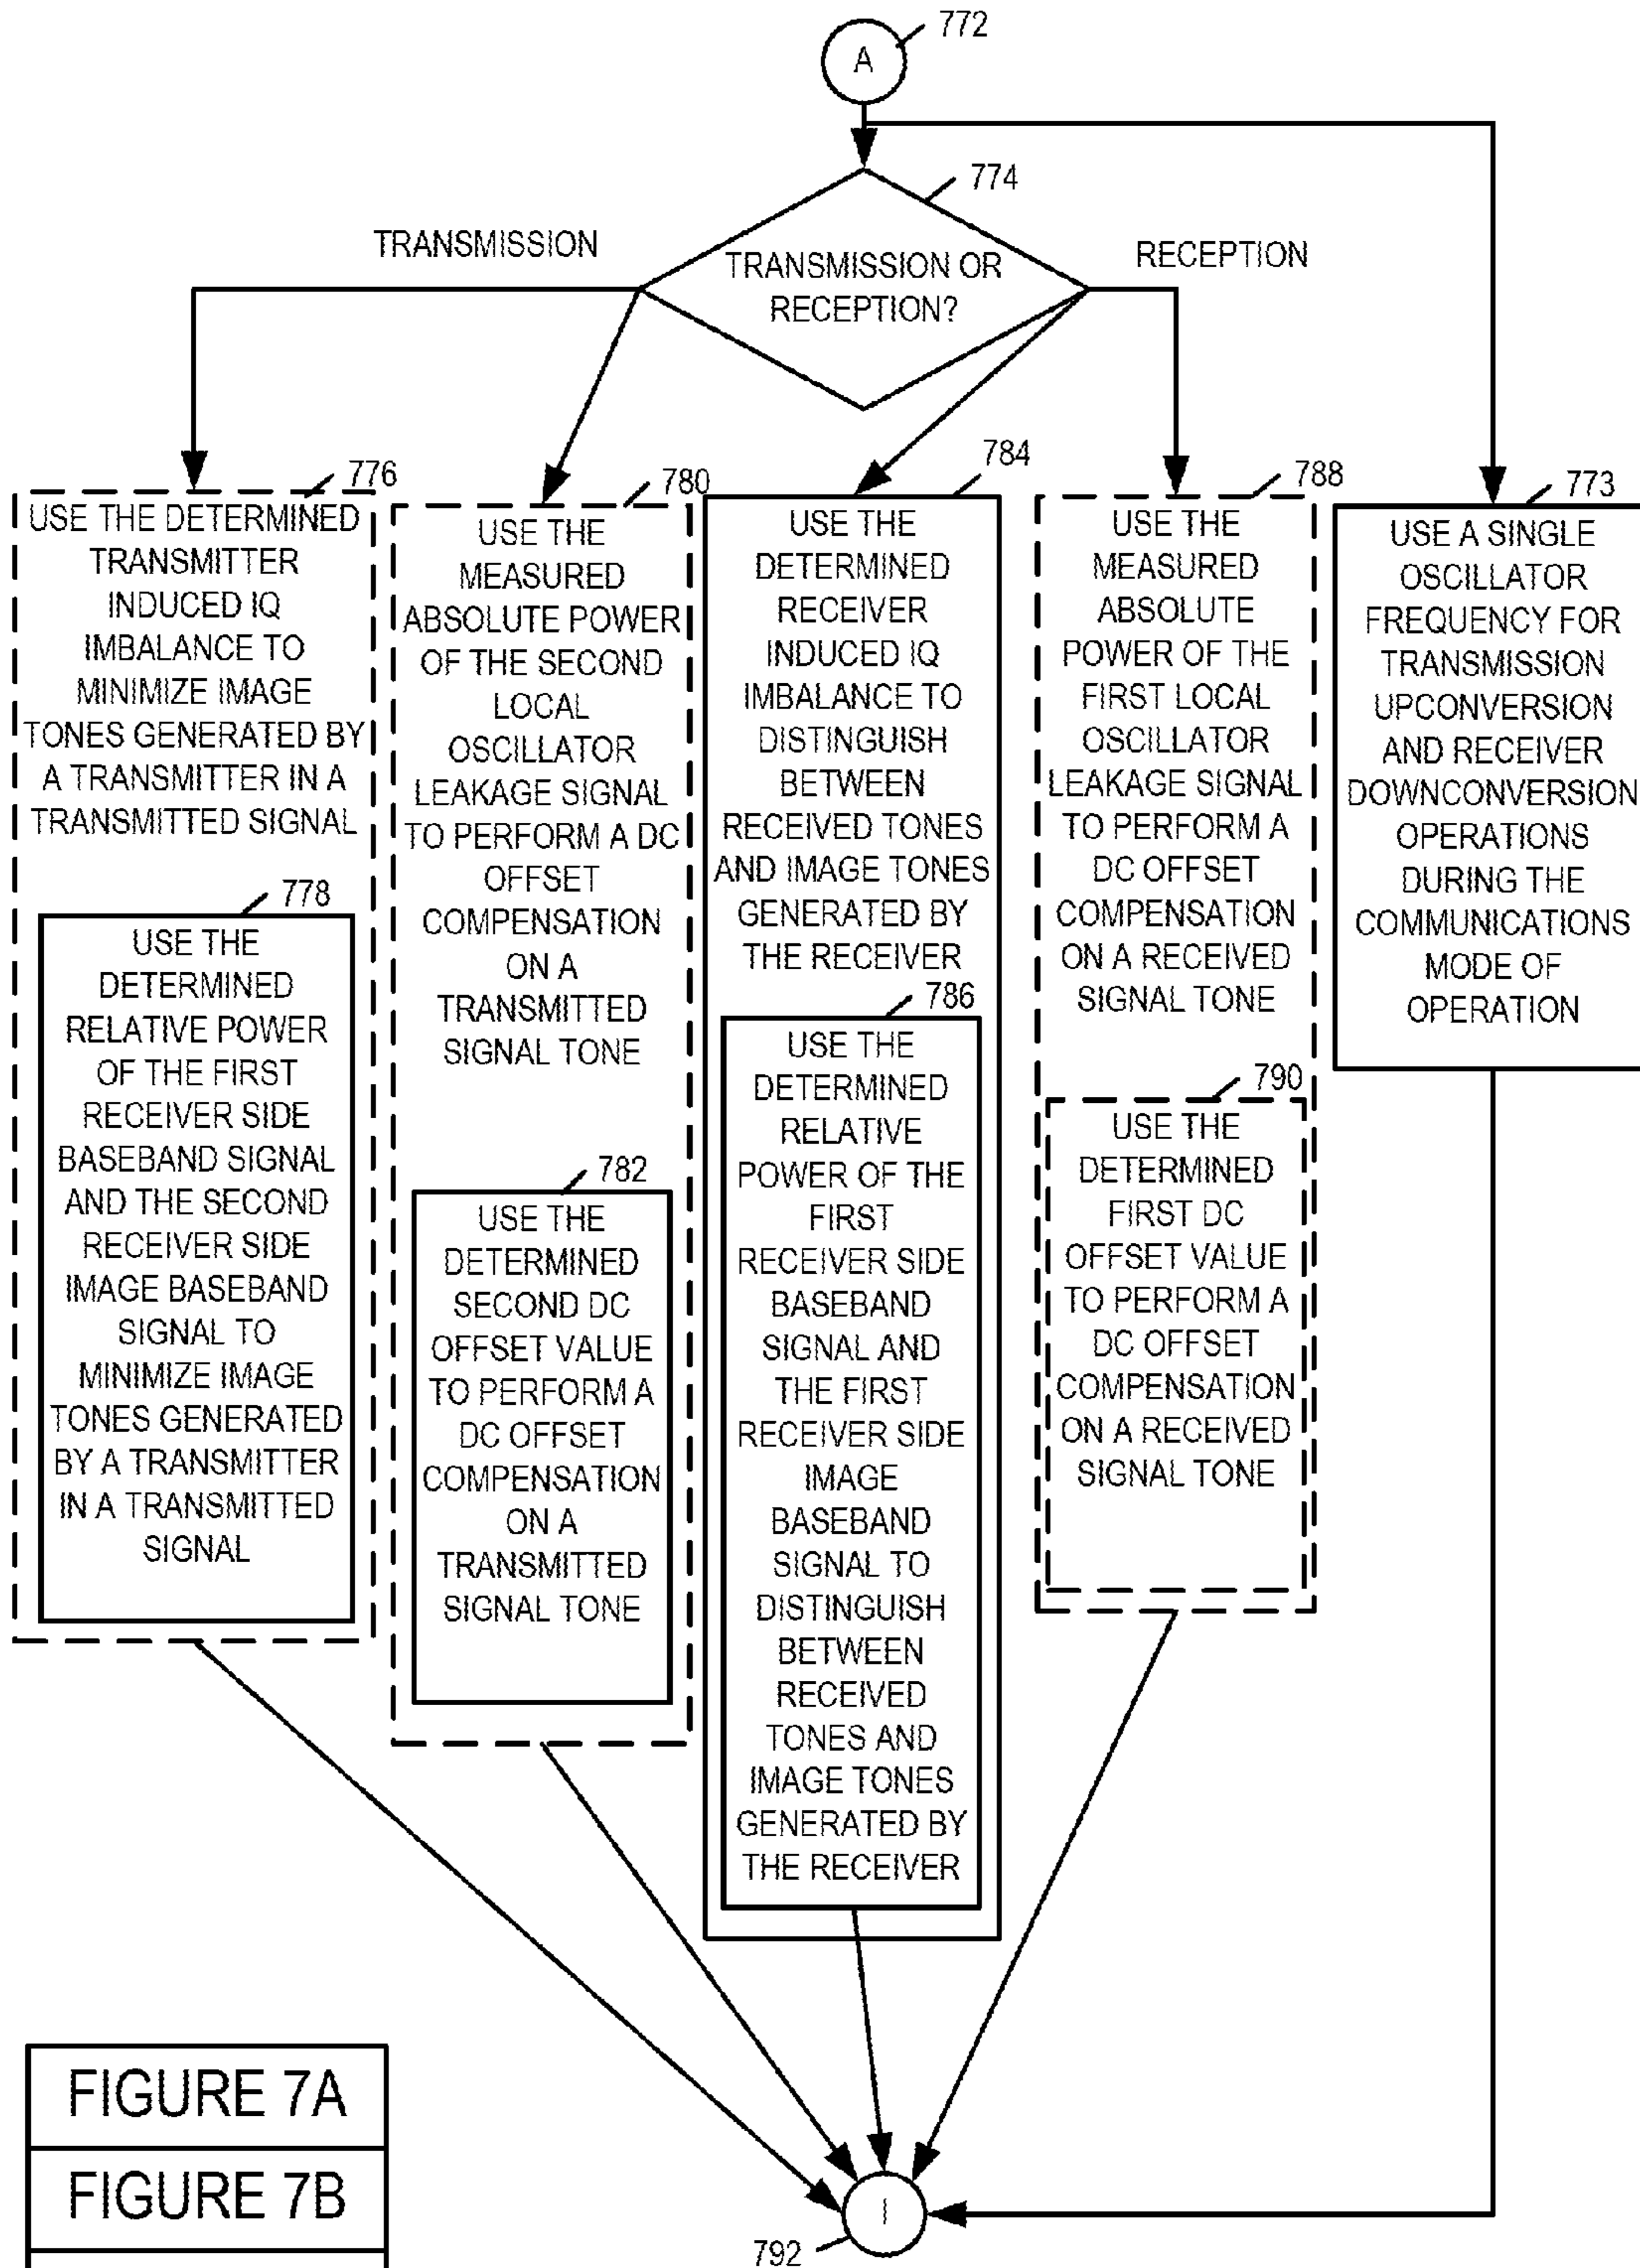 772
A
774
TRANSMISSION
TRANSMISSION OR
RECEPTION?
RECEPTION
776
USE THE DETERMINED
TRANSMITTER
INDUCED IQ
IMBALANCE TO
MINIMIZE IMAGE
TONES GENERATED BY
A TRANSMITTER IN A
TRANSMITTED SIGNAL
778
USE THE
DETERMINED
RELATIVE POWER
OF THE FIRST
RECEIVER SIDE
BASEBAND SIGNAL
AND THE SECOND
RECEIVER SIDE
IMAGE BASEBAND
SIGNAL TO
MINIMIZE IMAGE
TONES GENERATED
BY A TRANSMITTER
IN A TRANSMITTED
SIGNAL
780
USE THE
MEASURED
ABSOLUTE POWER
OF THE SECOND
LOCAL
OSCILLATOR
LEAKAGE SIGNAL
TO PERFORM A DC
OFFSET
COMPENSATION
ON A
TRANSMITTED
SIGNAL TONE
782
USE THE
DETERMINED
SECOND DC
OFFSET VALUE
TO PERFORM A
DC OFFSET
COMPENSATION
ON A
TRANSMITTED
SIGNAL TONE
784
USE THE
DETERMINED
RECEIVER
INDUCED IQ
IMBALANCE TO
DISTINGUISH
BETWEEN
RECEIVED TONES
AND IMAGE TONES
GENERATED BY
THE RECEIVER
786
USE THE
DETERMINED
RELATIVE
POWER OF THE
FIRST
RECEIVER SIDE
BASEBAND
SIGNAL AND
THE FIRST
RECEIVER SIDE
IMAGE
BASEBAND
SIGNAL TO
DISTINGUISH
BETWEEN
RECEIVED
TONES AND
IMAGE TONES
GENERATED BY
THE RECEIVER
788
USE THE
MEASURED
ABSOLUTE
POWER OF THE
FIRST LOCAL
OSCILLATOR
LEAKAGE SIGNAL
TO PERFORM A
DC OFFSET
COMPENSATION
ON A RECEIVED
SIGNAL TONE
790
USE THE
DETERMINED
FIRST DC
OFFSET VALUE
TO PERFORM A
DC OFFSET
COMPENSATION
ON A RECEIVED
SIGNAL TONE
773
USE A SINGLE
OSCILLATOR
FREQUENCY FOR
TRANSMISSION
UPCONVERSION
AND RECEIVER
DOWNCONVERSION
OPERATIONS
DURING THE
COMMUNICATIONS
MODE OF
OPERATION
FIGURE 7A
FIGURE 7B
I
792